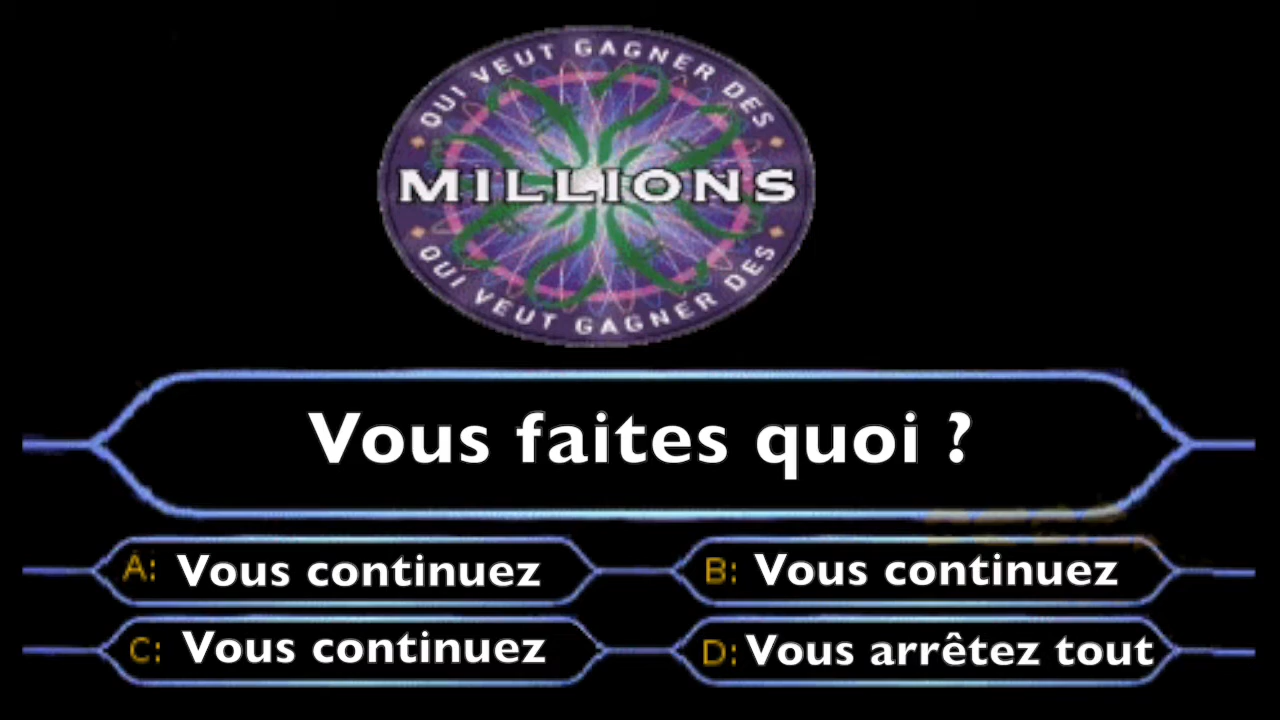 QUI VEUT GAGNER DES
MILLIONS
QUI VEUT GAGNER DES
Vous faites quoi ?
A: Vous continuez
B: Vous continuez
C: Vous continuez
D: Vous arrêtez tout